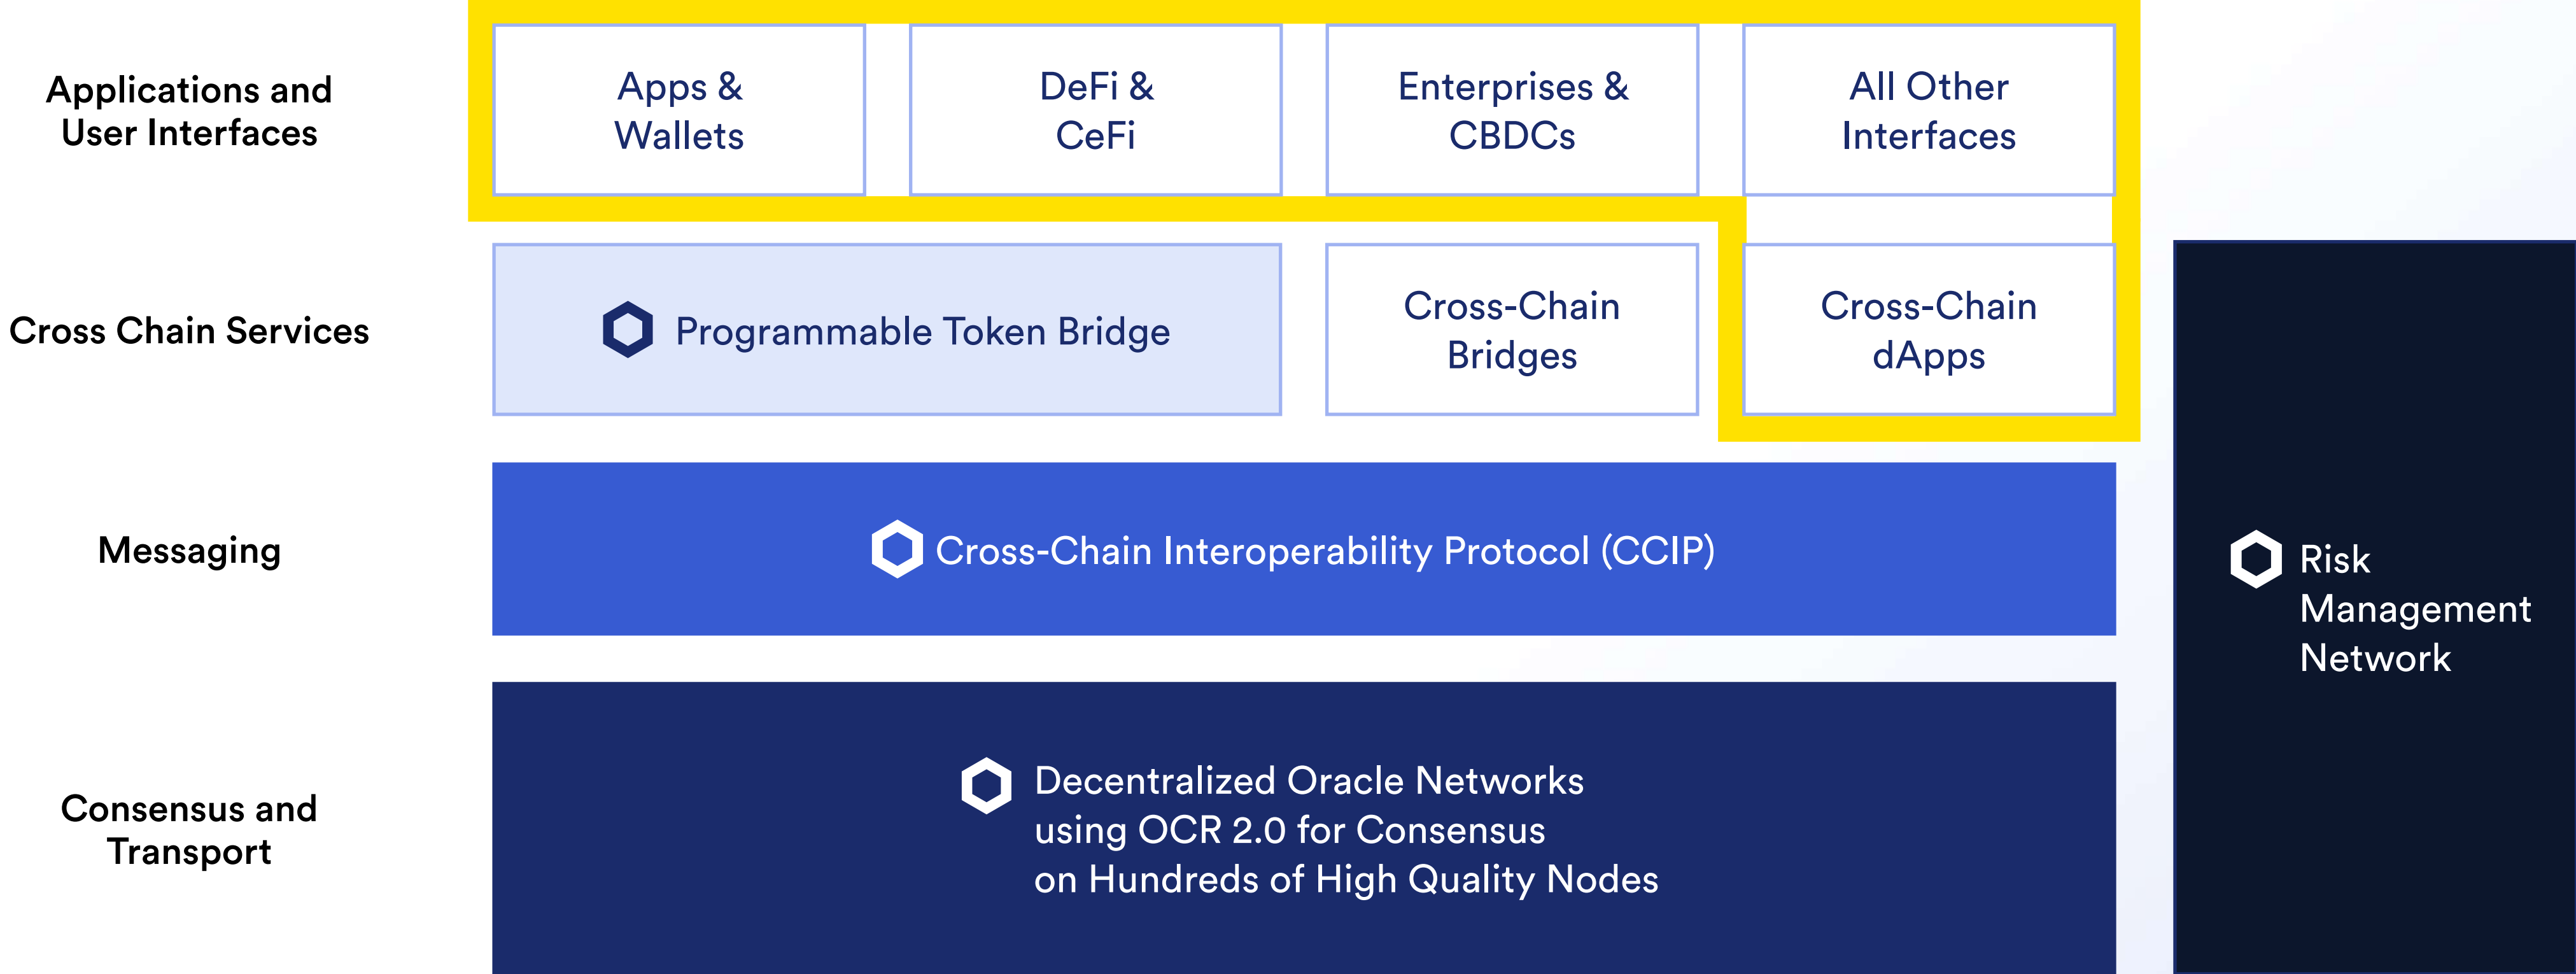 Applications and
User Interfaces
Apps &
Wallets
DeFi &
CeFi
Enterprises &
CBDCs
All Other
Interfaces
Cross Chain Services
Programmable Token Bridge
Cross-Chain
Bridges
Cross-Chain
dApps
Messaging
Cross-Chain Interoperability Protocol (CCIP)
Risk
Management
Network
Consensus and
Transport
Decentralized Oracle Networks
using OCR 2.0 for Consensus
on Hundreds of High Quality Nodes